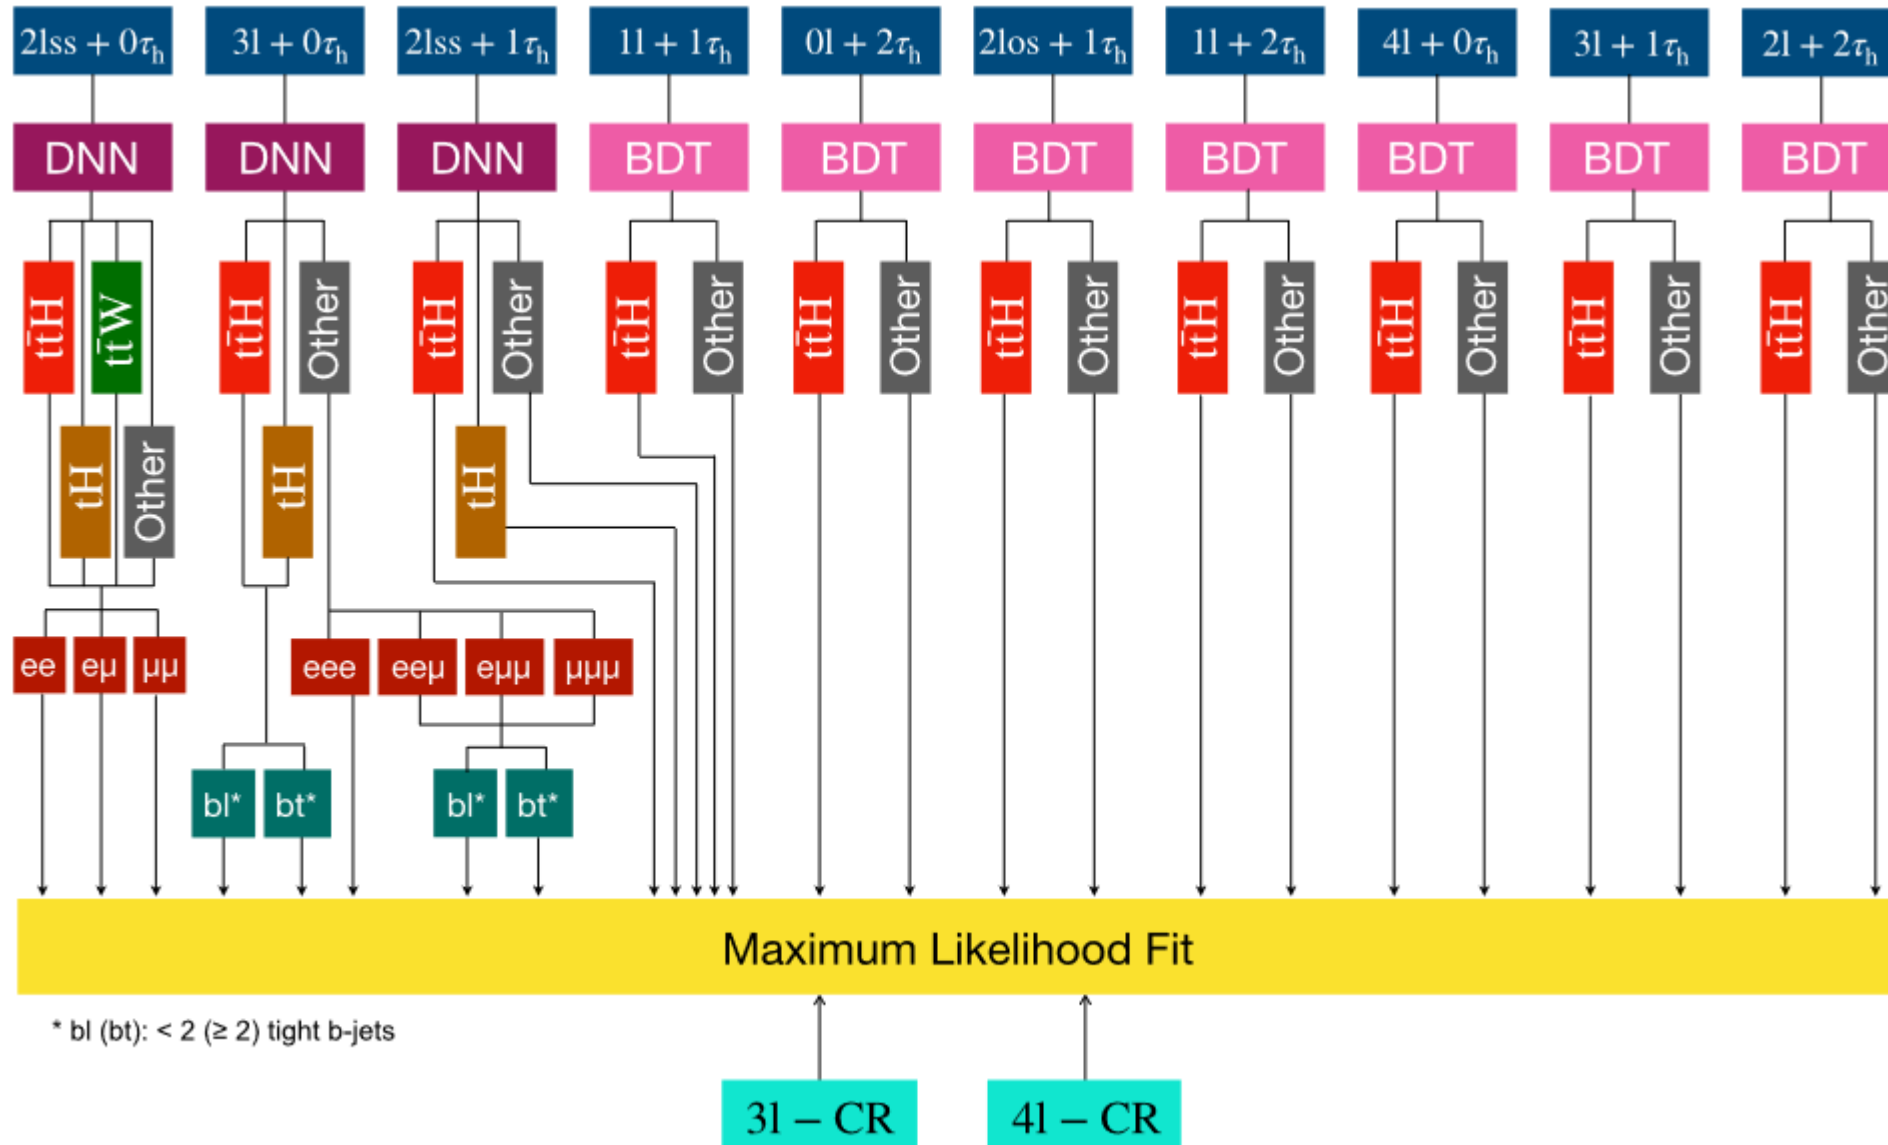 2lss + 0τh 3l + 0τh 2lss + 1τh 1l + 1τh 0l + 2τh 2los + 1τh 1l + 2τh 4l + 0τh 3l + 1τh 2l + 2τh
DNN DNN DNN BDT BDT BDT BDT BDT BDT BDT
tt̄H tt̄W tt̄H Other tt̄H Other tt̄H Other tt̄H Other tt̄H Other tt̄H Other tt̄H Other tt̄H Other tt̄H Other
tH Other tH tH
ee eμ μμ eee eeμ eμμ μμμ
bl* bt* bl* bt*
Maximum Likelihood Fit
* bl (bt): < 2 (≥ 2) tight b-jets
3l – CR 4l – CR